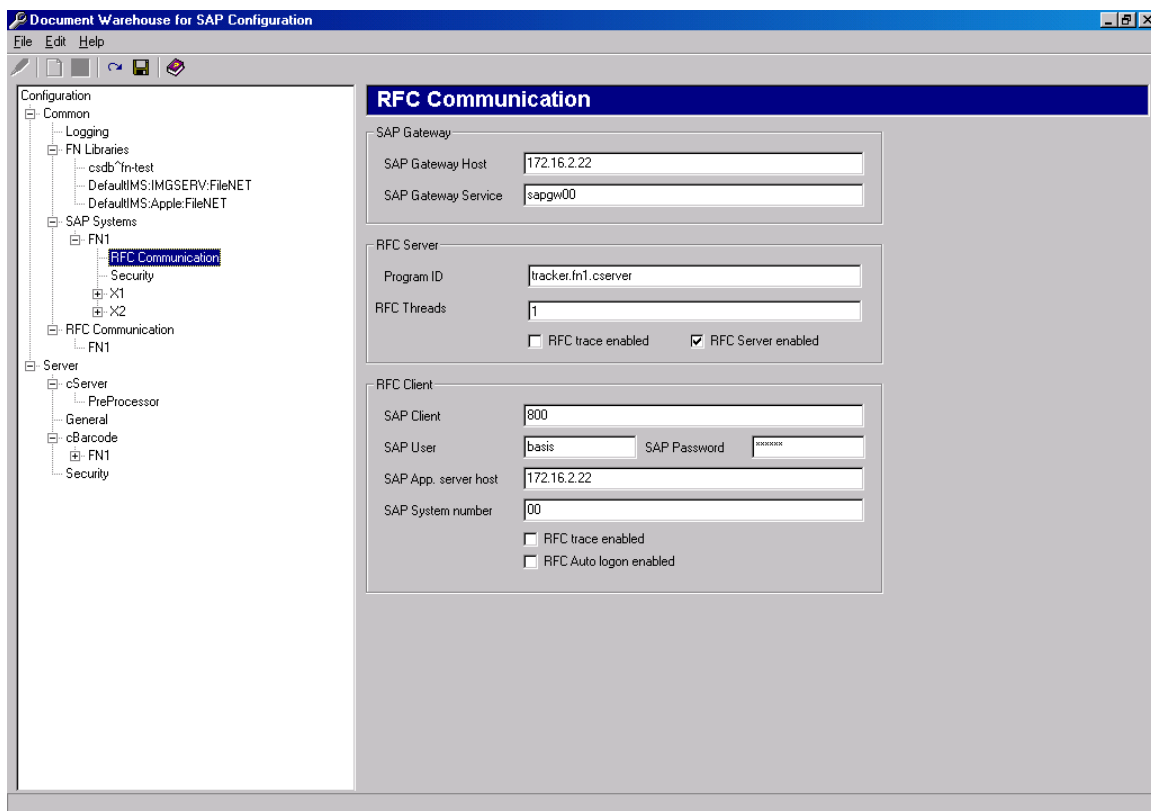 Document Warehouse for SAP Configuration
File Edit Help
Configuration
Common
Logging
FN Libraries
csdb^fn-test
DefaultIMS:IMGSERV:FileNET
DefaultIMS:Apple:FileNET
SAP Systems
FN1
RFC Communication
Security
X1
X2
RFC Communication
FN1
Server
cServer
PreProcessor
General
cBarcode
FN1
Security
RFC Communication
SAP Gateway
SAP Gateway Host 172.16.2.22
SAP Gateway Service sapgw00
RFC Server
Program ID tracker.fn1.cserver
RFC Threads 1
RFC trace enabled RFC Server enabled
RFC Client
SAP Client 800
SAP User basis SAP Password ******
SAP App. server host 172.16.2.22
SAP System number 00
RFC trace enabled
RFC Auto logon enabled